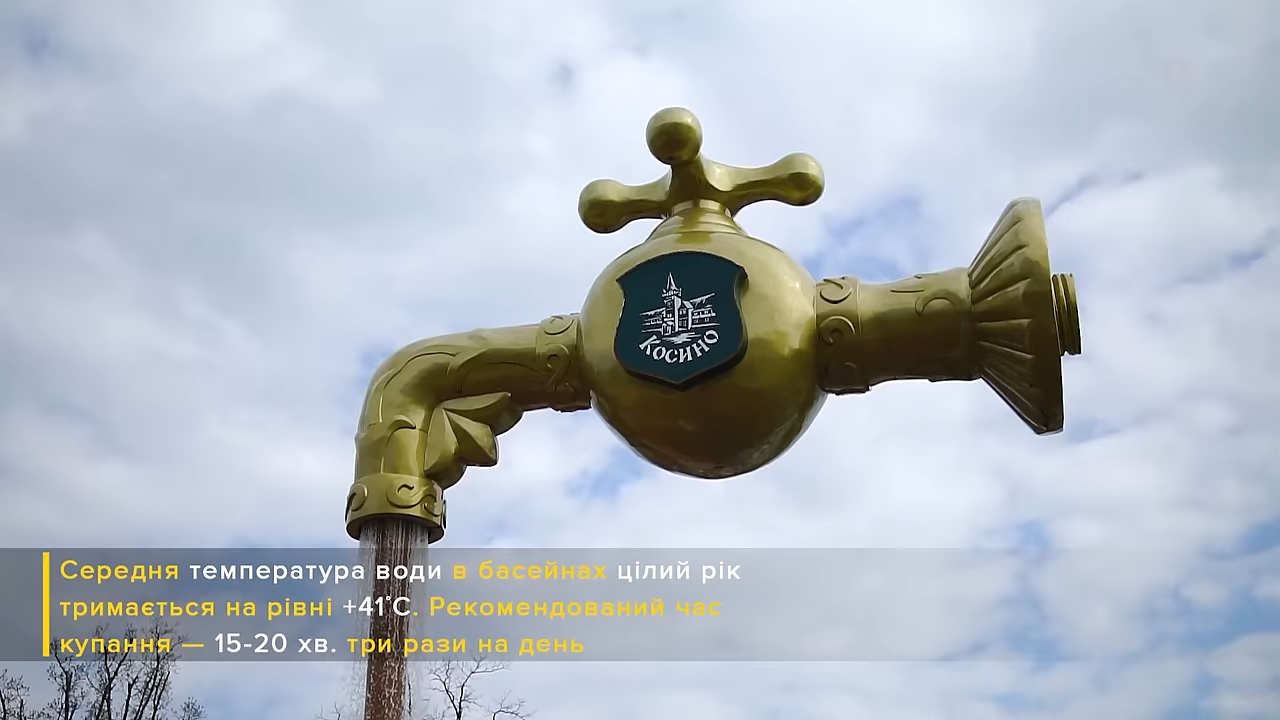 Косино
Середня температура води в басейнах цілий рік
тримається на рівні +41°С. Рекомендований час
купання — 15-20 хв. три рази на день